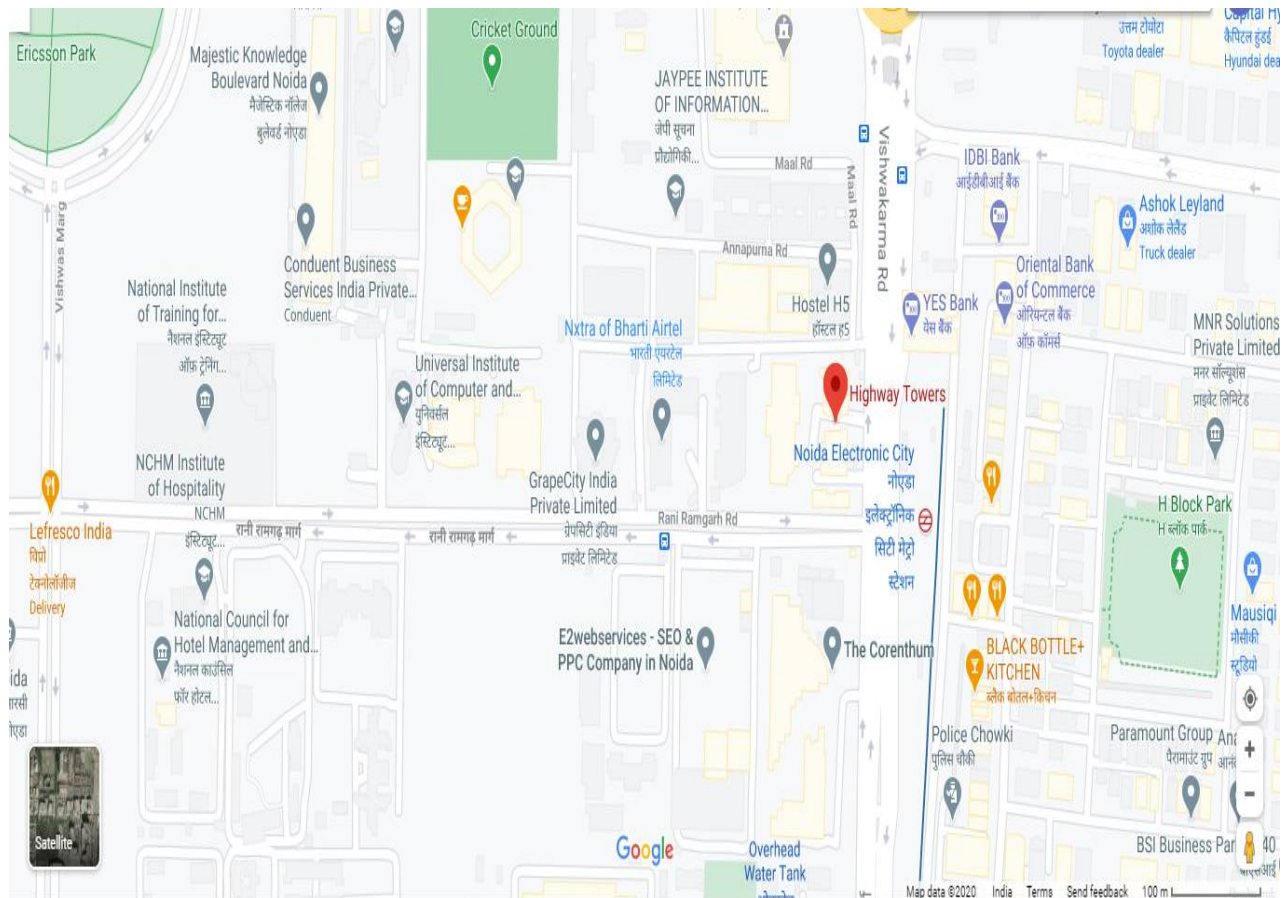 Ericsson Park
Majestic Knowledge
Boulevard Noida
मैजेस्टिक नॉलेज
बुलेवर्ड नोएडा
Cricket Ground
JAYPEE INSTITUTE
OF INFORMATION...
जेपी सूचना
प्रौद्योगिकी...
उत्तम टोयोटा
Toyota dealer
Capital Hy
कैपिटल हुंडई
Hyundai dea
Maal Rd
Maal Rd
Vishwakarma Rd
IDBI Bank
आईडीबीआई बैंक
Ashok Leyland
अशोक लेलैंड
Truck dealer
Vishwas Marg
Annapurna Rd
Conduent Business
Services India Private...
Conduent
Hostel H5
हॉस्टल ह5
Oriental Bank
of Commerce
ओरियन्टल बैंक
ऑफ़ कॉमर्स
YES Bank
येस बैंक
National Institute
of Training for...
नैशनल इंस्टिट्यूट
ऑफ़ ट्रेनिंग...
Nxtra of Bharti Airtel
भारती एयरटेल
लिमिटेड
MNR Solutions
Private Limited
मनर सॉल्यूशंस
प्राइवेट लिमिटेड
Universal Institute
of Computer and...
युनिवर्सल
इंस्टिट्यूट...
Highway Towers
Noida Electronic City
नोएडा
इलेक्ट्रॉनिक
सिटी मेट्रो
स्टेशन
NCHM Institute
of Hospitality
NCHM
इंस्टिट्यूट...
GrapeCity India
Private Limited
ग्रेपसिटी इंडिया
प्राइवेट लिमिटेड
H Block Park
H ब्लॉक पार्क
Rani Ramgarh Rd
रानी रामगढ़ मार्ग
रानी रामगढ़ मार्ग
Lefresco India
विप्रो
टेक्नोलॉजीज
Delivery
National Council for
Hotel Management and...
नैशनल काउंसिल
फॉर होटल...
E2webservices - SEO &
PPC Company in Noida
The Corenthum
BLACK BOTTLE+
KITCHEN
ब्लैक बोतल+किचन
Mausiqi
मौसीकी
स्टूडियो
Police Chowki
पुलिस चौकी
Paramount Group
पैरामाउंट ग्रुप
Satellite
Google
Overhead
Water Tank
BSI Business Par
Map data ©2020 India Terms Send feedback 100 m